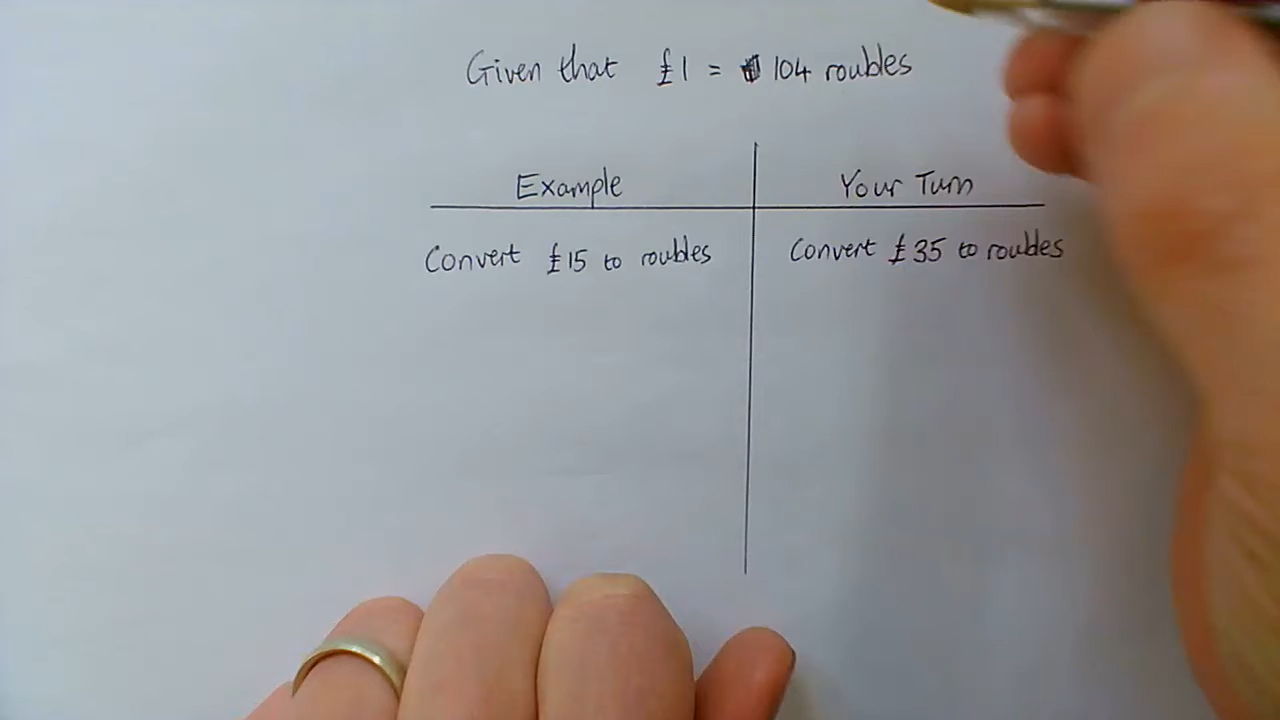 Given that £1 = 104 roubles
Example
Your Turn
Convert £15 to roubles
Convert £35 to roubles